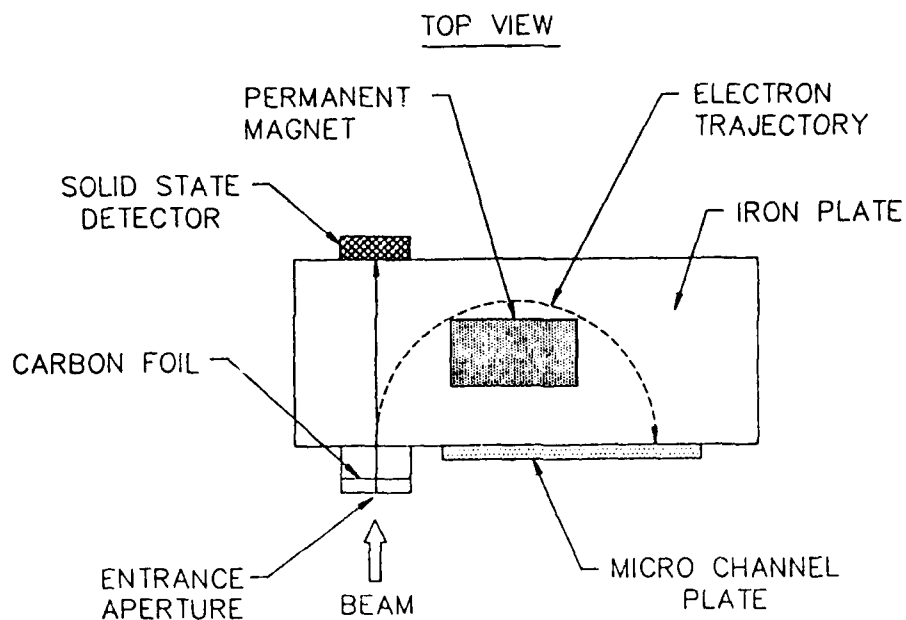 TOP VIEW
PERMANENT
MAGNET
ELECTRON
TRAJECTORY
SOLID STATE
DETECTOR
IRON PLATE
CARBON FOIL
ENTRANCE
APERTURE
BEAM
MICRO CHANNEL
PLATE